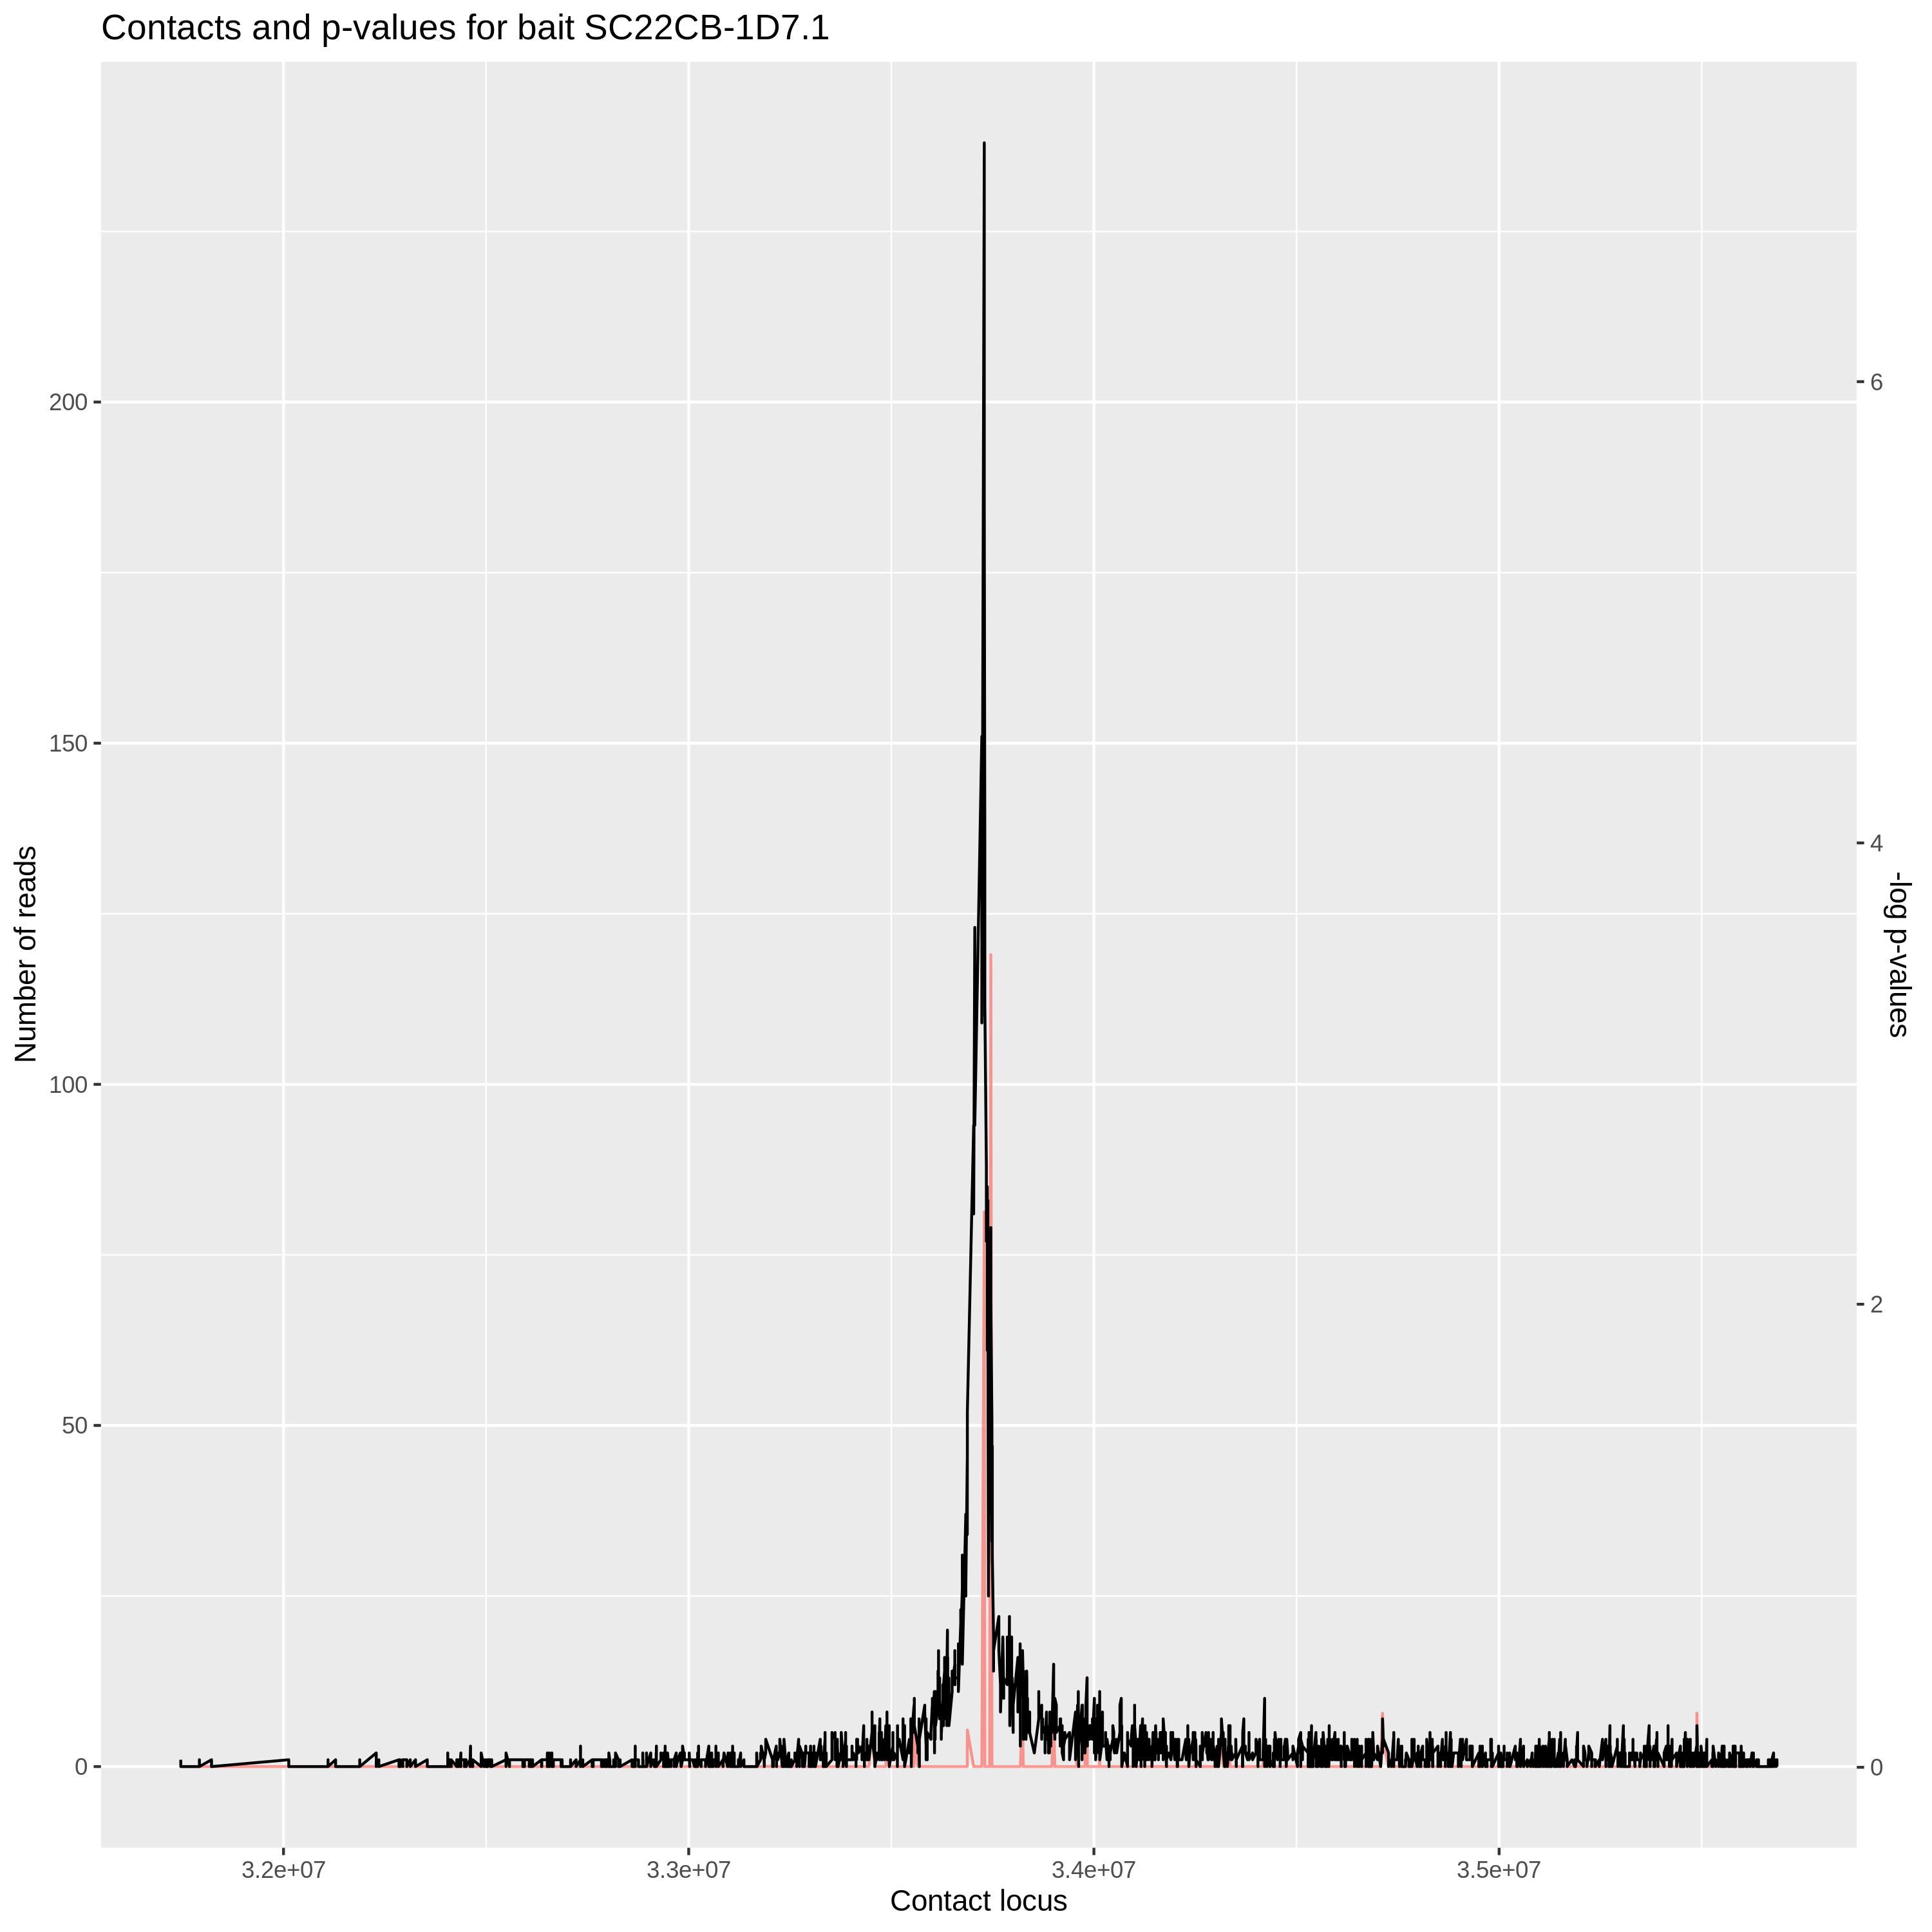 Contacts and p-values for bait SC22CB-1D7.1
200
150
100
50
0
Number of reads
6
4
2
0
-log p-values
3.2e+07
3.3e+07
3.4e+07
3.5e+07
Contact locus